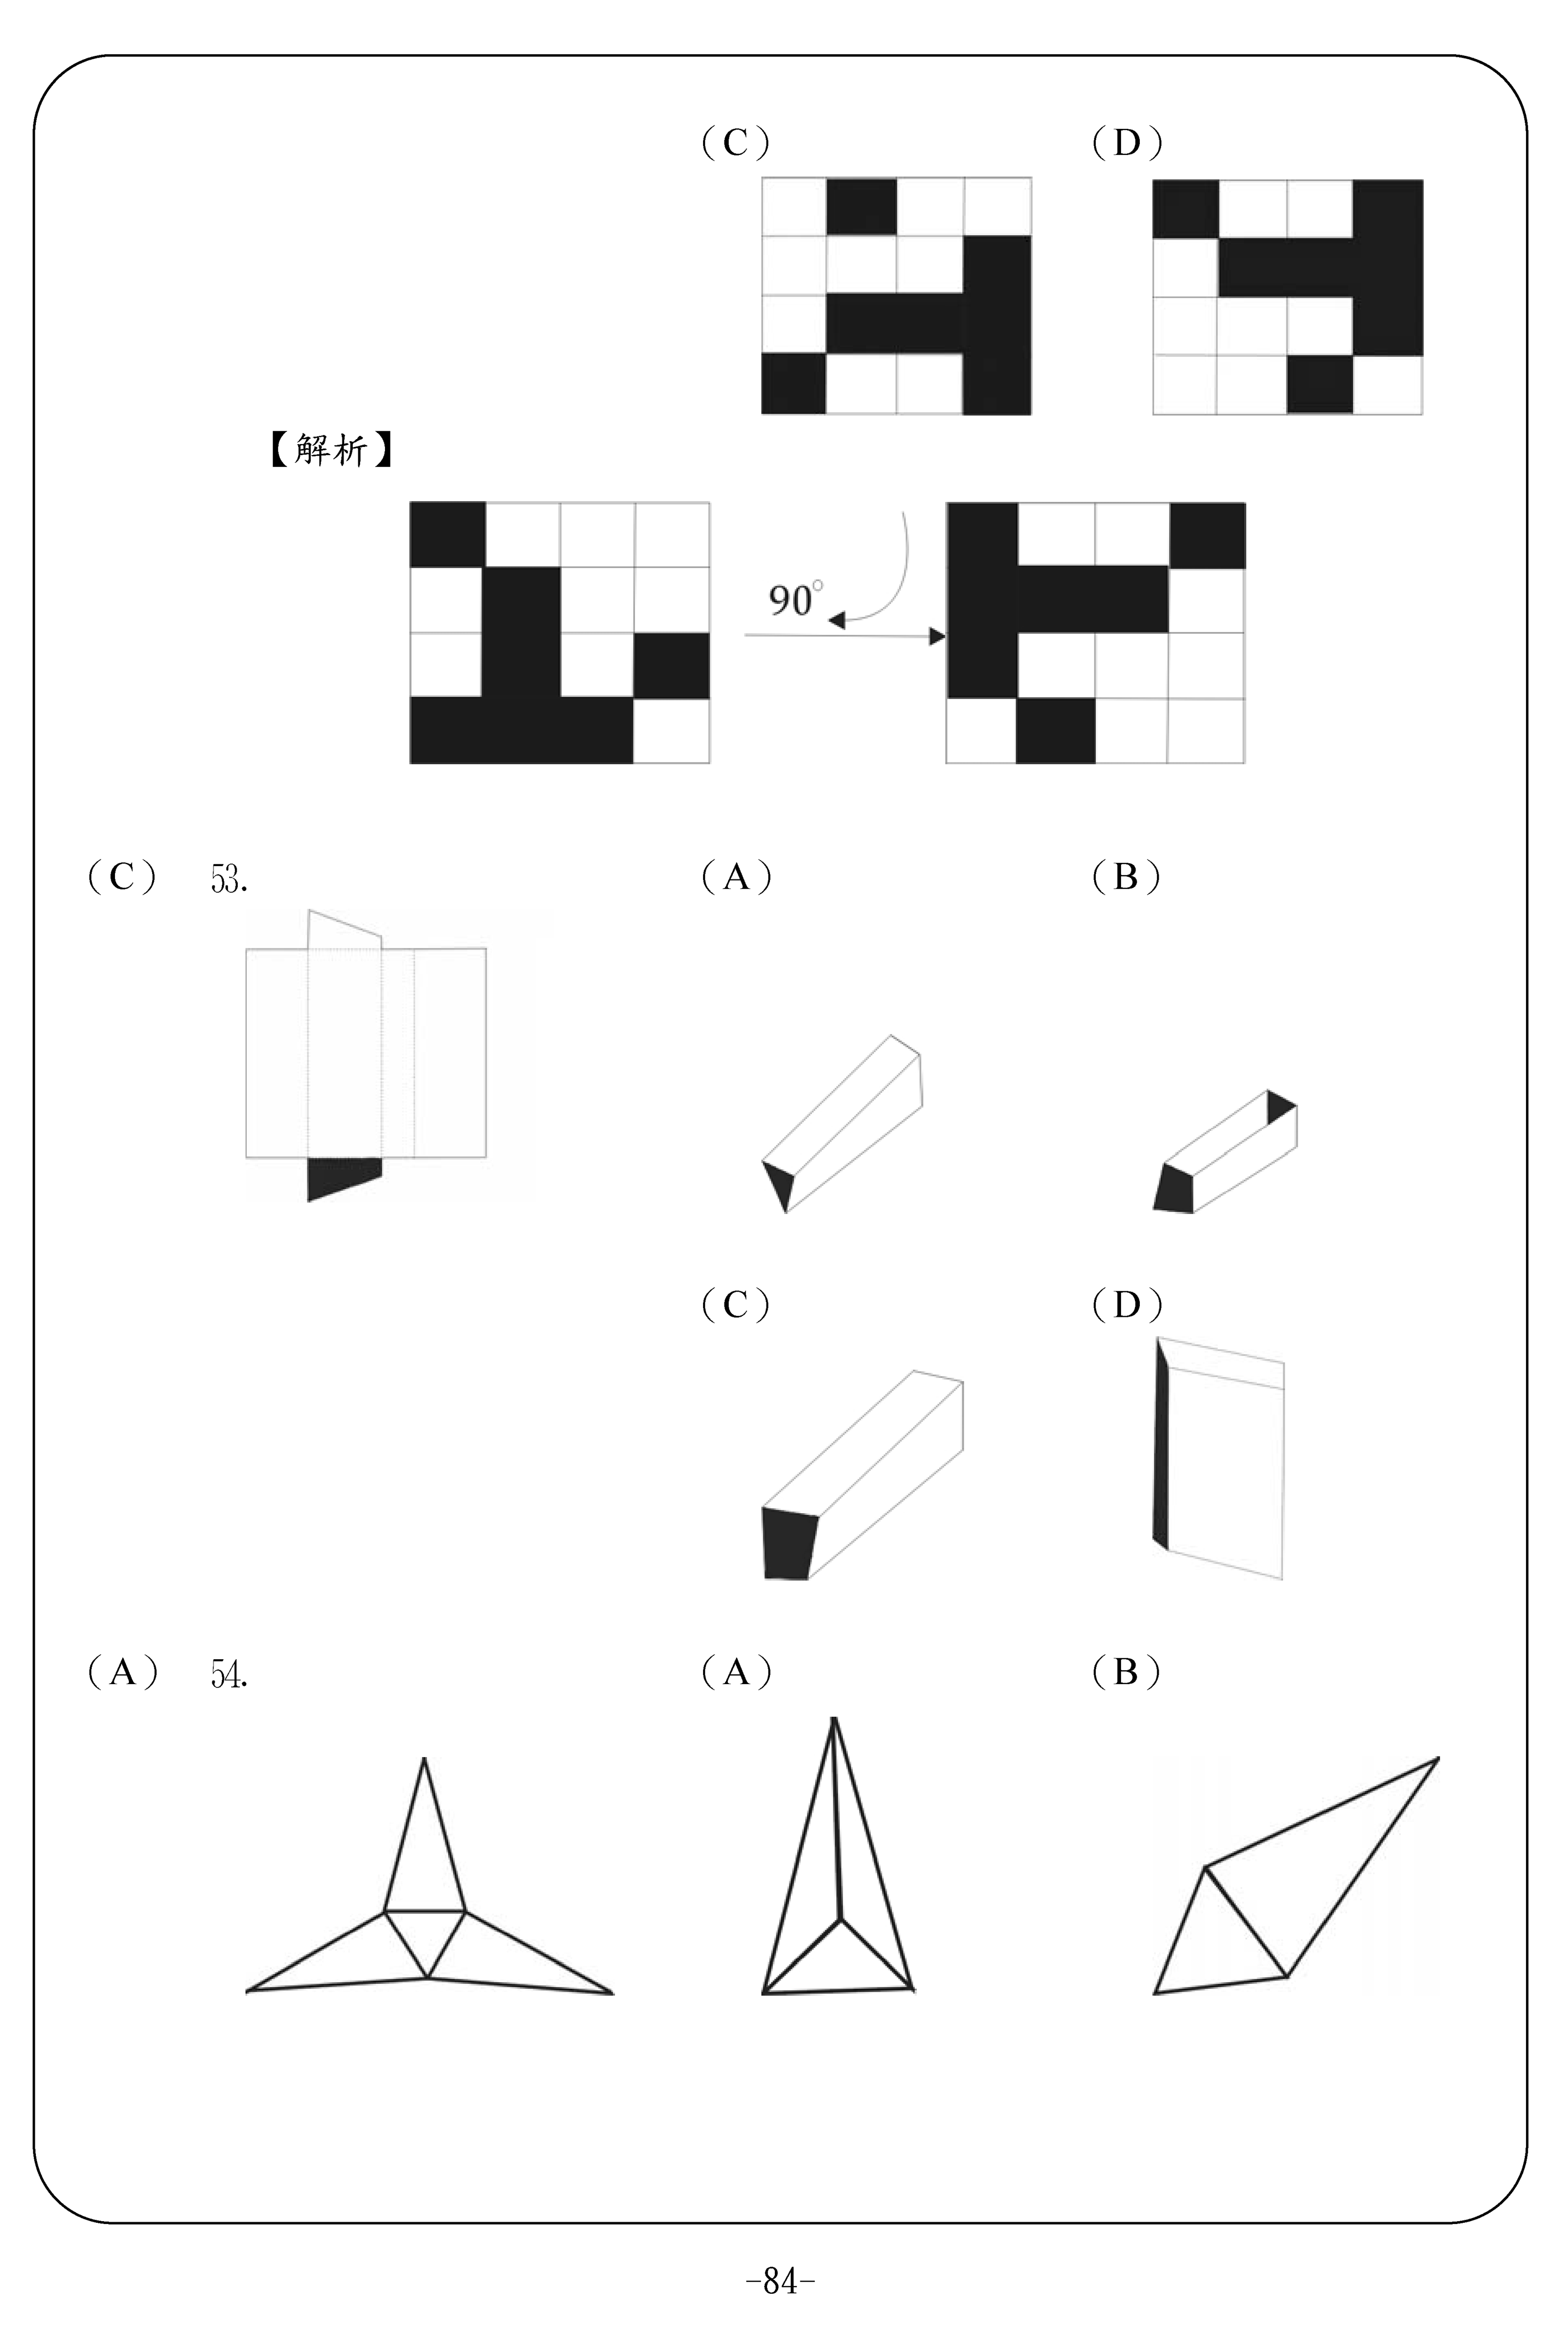 （C） （D）
【解析】
90°
（C） 53. （A） （B）
（C） （D）
（A） 54. （A） （B）
-84-